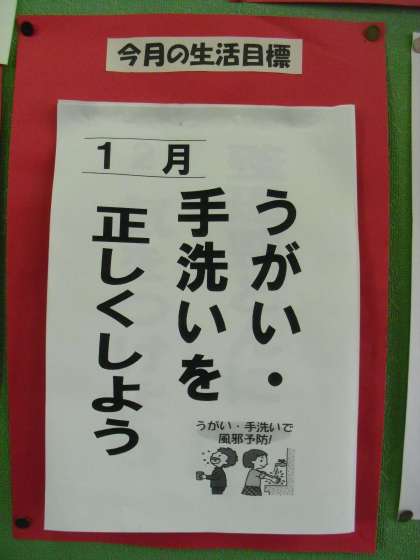 今月の生活目標
1 月
うがい・
手洗いを
正しくしよう
うがい・手洗いで
風邪予防!